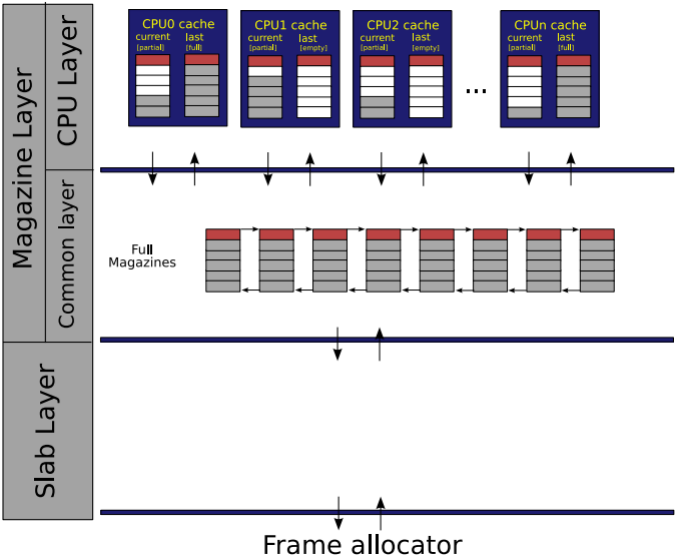 Magazine Layer
CPU Layer
CPU0 cache
current last
[partial] [full]
CPU1 cache
current last
[partial] [empty]
CPU2 cache
current last
[partial] [empty]
...
CPUn cache
current last
[partial] [full]
Common layer
Full
Magazines
Slab Layer
Frame allocator